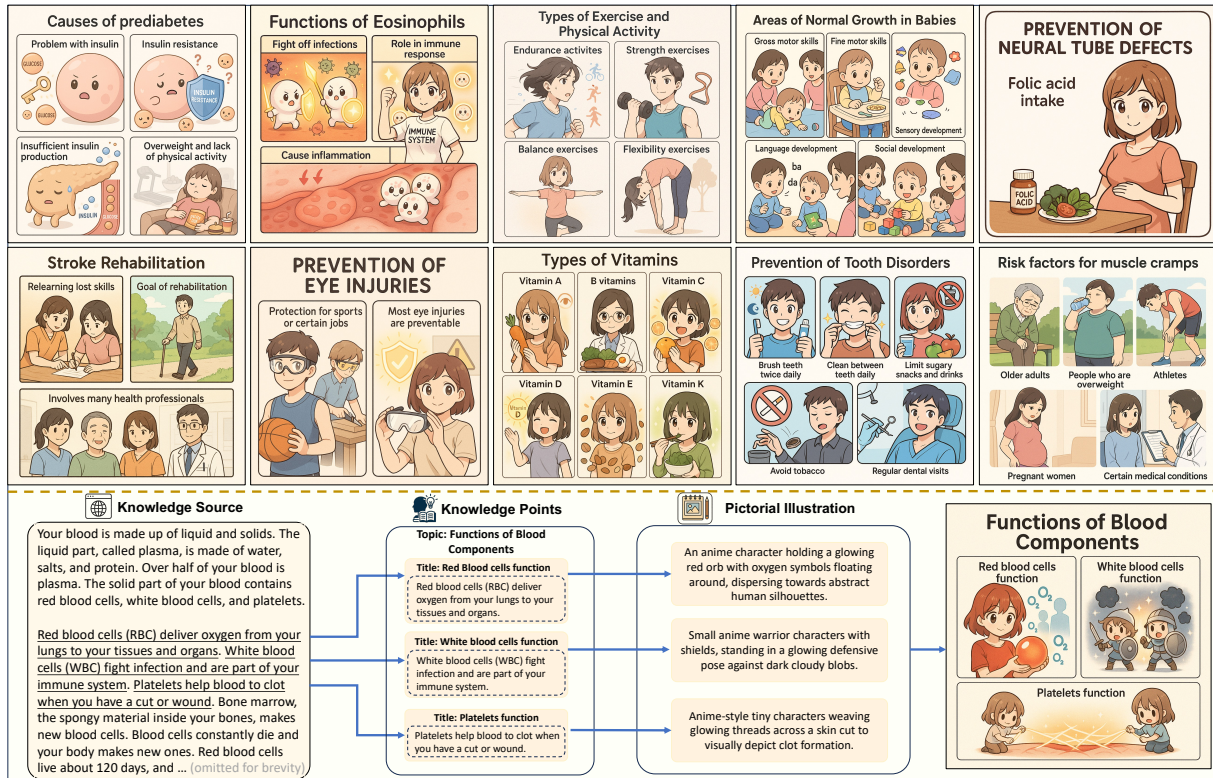 Causes of prediabetes
Problem with insulin
Insulin resistance
GLUCOSE
GLUCOSE
? ? ? ?
INSULIN
RESISTANCE
Insufficient insulin
production
INSULIN
GLUCOSE
Overweight and lack
of physical activity
Functions of Eosinophils
Fight off infections
Role in immune
response
IMMUNE
SYSTEM
Cause inflammation
Types of Exercise and
Physical Activity
Endurance activites
Strength exercises
Balance exercises
Flexibility exercises
Areas of Normal Growth in Babies
Gross motor skills
Fine motor skills
Sensory development
Language development
ba
da
Social development
PREVENTION OF
NEURAL TUBE DEFECTS
Folic acid
intake
FOLIC
ACID
Stroke Rehabilitation
Relearning lost skills
Goal of rehabilitation
Involves many health professionals
PREVENTION OF
EYE INJURIES
Protection for sports
or certain jobs
Most eye injuries
are preventable
Types of Vitamins
Vitamin A
B vitamins
Vitamin C
Vitamin D
Vitamin
D
Vitamin E
Vitamin K
Prevention of Tooth Disorders
Brush teeth
twice daily
Clean between
teeth daily
Limit sugary
snacks and drinks
Avoid tobacco
Regular dental visits
Risk factors for muscle cramps
Older adults
People who are
overweight
Athletes
Pregnant women
Certain medical conditions
Knowledge Source
Your blood is made up of liquid and solids. The
liquid part, called plasma, is made of water,
salts, and protein. Over half of your blood is
plasma. The solid part of your blood contains
red blood cells, white blood cells, and platelets.
Red blood cells (RBC) deliver oxygen from your
lungs to your tissues and organs. White blood
cells (WBC) fight infection and are part of your
immune system. Platelets help blood to clot
when you have a cut or wound. Bone marrow,
the spongy material inside your bones, makes
new blood cells. Blood cells constantly die and
your body makes new ones. Red blood cells
live about 120 days, and ... (omitted for brevity)
Knowledge Points
Topic: Functions of Blood
Components
Title: Red Blood cells function
Red blood cells (RBC) deliver
oxygen from your lungs to your
tissues and organs.
Title: White blood cells function
White blood cells (WBC) fight
infection and are part of your
immune system.
Title: Platelets function
Platelets help blood to clot when
you have a cut or wound.
Pictorial Illustration
An anime character holding a glowing
red orb with oxygen symbols floating
around, dispersing towards abstract
human silhouettes.
Small anime warrior characters with
shields, standing in a glowing defensive
pose against dark cloudy blobs.
Anime-style tiny characters weaving
glowing threads across a skin cut to
visually depict clot formation.
Functions of Blood
Components
Red blood cells
function
O₂
O₂
O₂
O₂
White blood cells
function
Platelets function